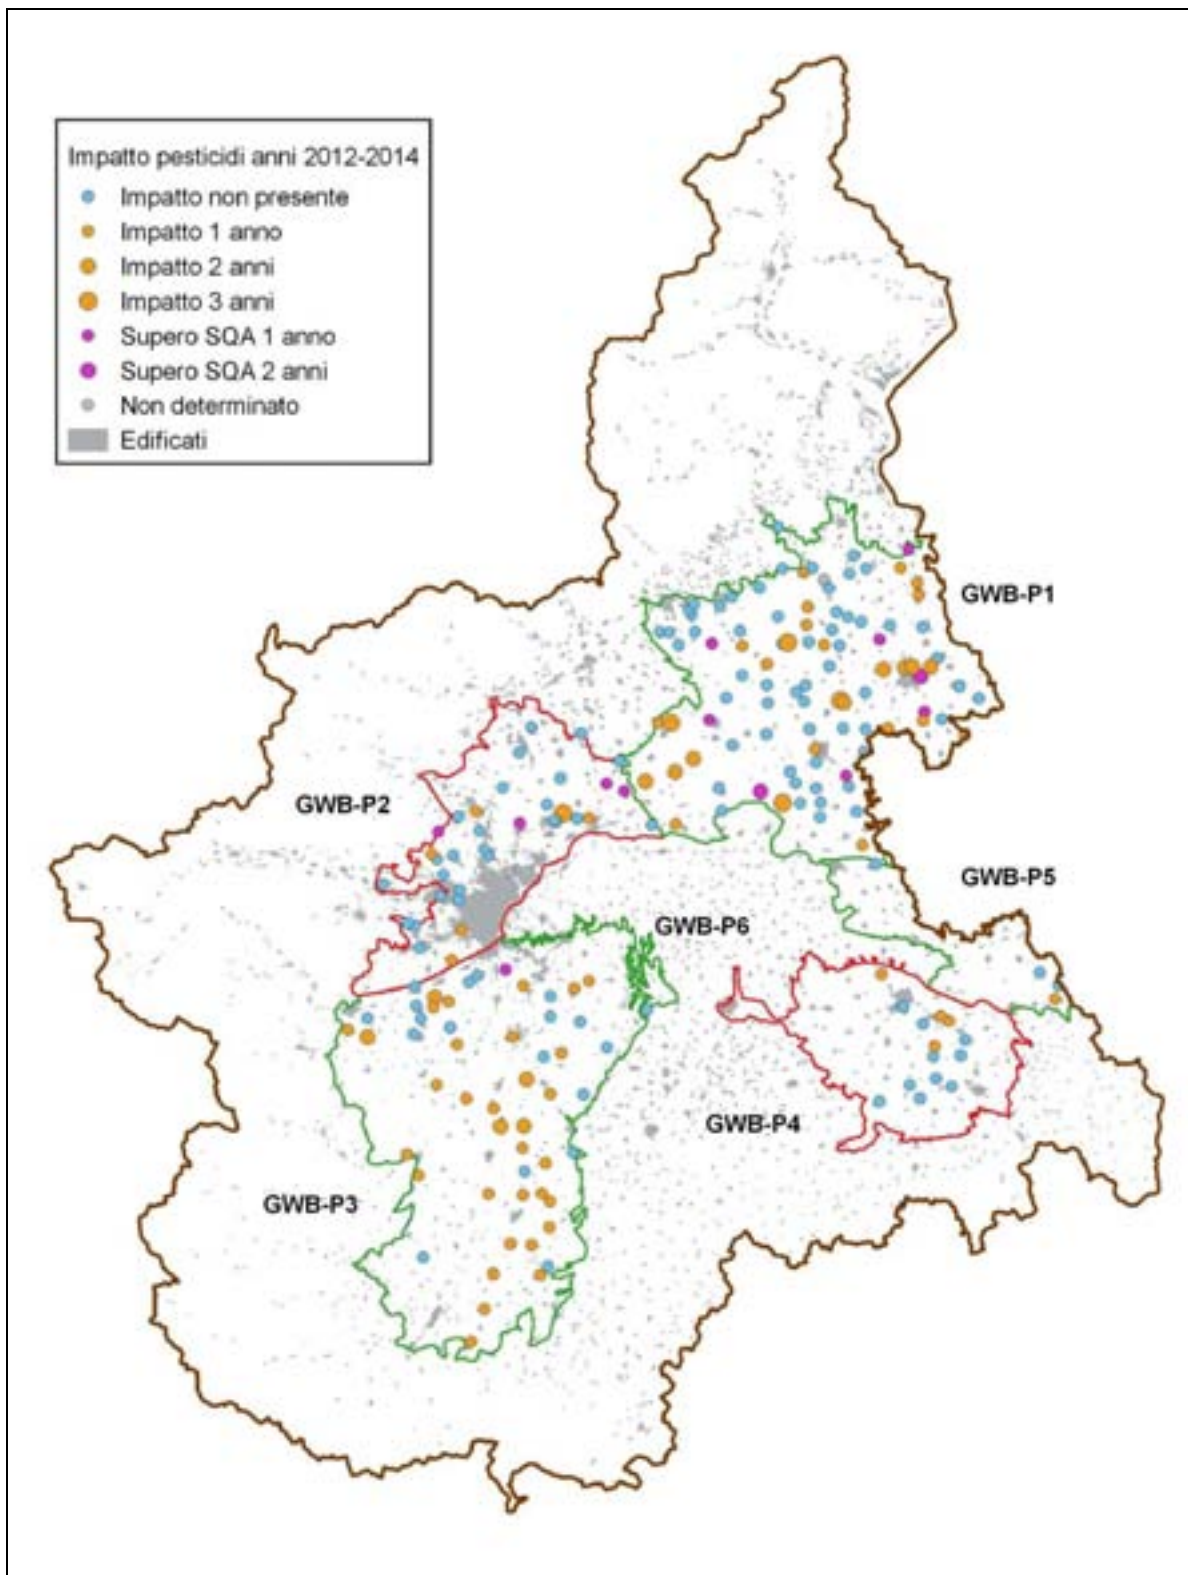 Impatto pesticidi anni 2012-2014
Impatto non presente
Impatto 1 anno
Impatto 2 anni
Impatto 3 anni
Supero SQA 1 anno
Supero SQA 2 anni
Non determinato
Edificati
GWB-P1
GWB-P2
GWB-P5
GWB-P6
GWB-P4
GWB-P3